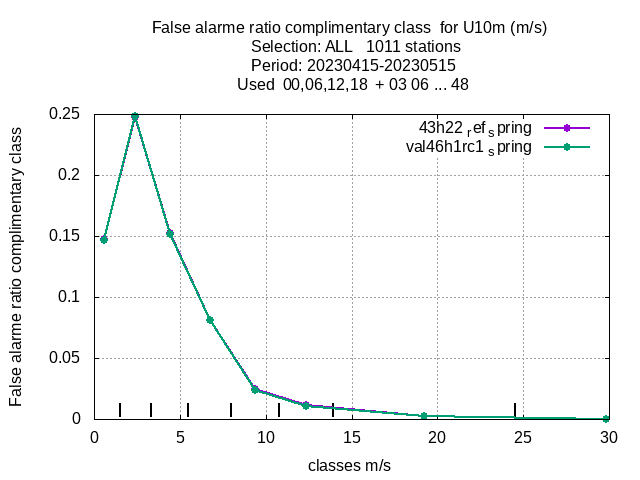 False alarme ratio complimentary class for U10m (m/s)
Selection: ALL 1011 stations
Period: 20230415-20230515
Used 00,06,12,18 + 03 06 ... 48
43h22 ref spring
val46h1rc1 spring
0.25
0.2
0.15
0.1
0.05
0
0 5 10 15 20 25 30
False alarme ratio complimentary class
classes m/s